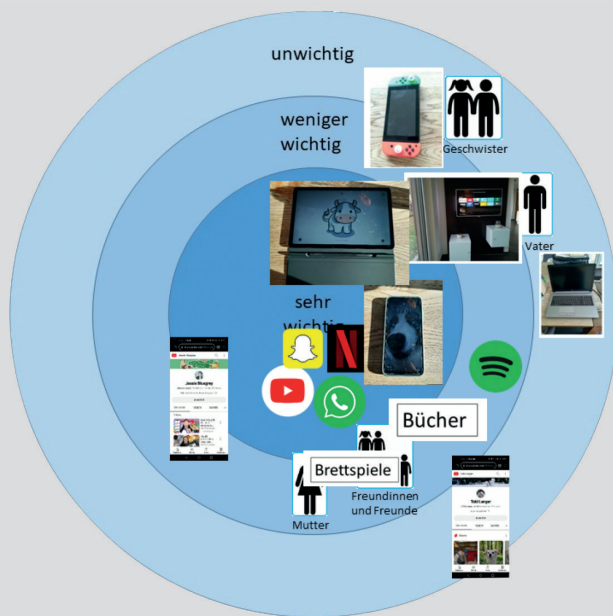 unwichtig
weniger
wichtig
Geschwister
Vater
sehr
wichtig
Bücher
Brettspiele
Freundinnen
und Freunde
Mutter